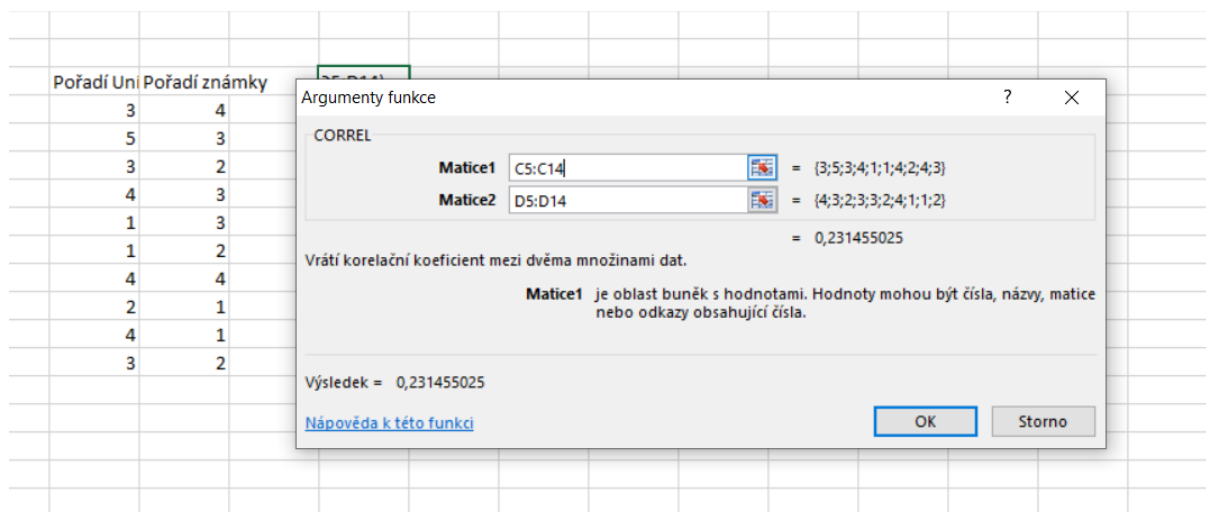 Pořadí Uni Pořadí známky D5:D14)
Argumenty funkce ? ×
3 4
5 3
CORREL
3 2
Matice1 C5:C14 = {3;5;3;4;1;1;4;2;4;3}
4 3
Matice2 D5:D14 = {4;3;2;3;3;2;4;1;1;2}
1 3
= 0,231455025
1 2
Vrátí korelační koeficient mezi dvěma množinami dat.
4 4
Matice1 je oblast buněk s hodnotami. Hodnoty mohou být čísla, názvy, matice
2 1
nebo odkazy obsahující čísla.
4 1
3 2
Výsledek = 0,231455025
Nápověda k této funkci
OK Storno